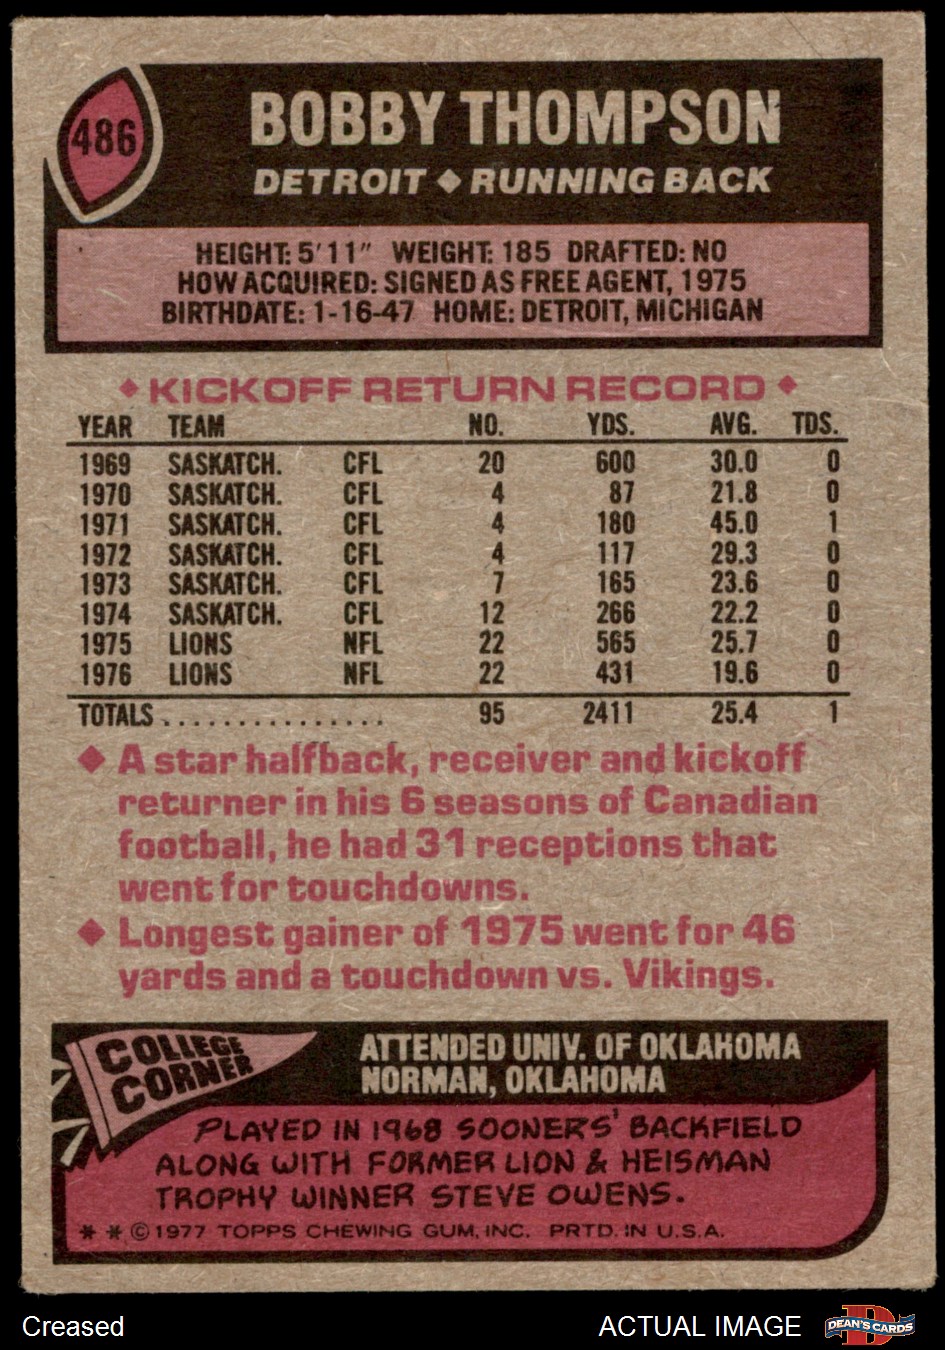 486
BOBBY THOMPSON
DETROIT ◆ RUNNING BACK
HEIGHT: 5'11" WEIGHT: 185 DRAFTED: NO
HOW ACQUIRED: SIGNED AS FREE AGENT, 1975
BIRTHDATE: 1-16-47 HOME: DETROIT, MICHIGAN
◆ KICKOFF RETURN RECORD ◆
YEAR TEAM NO. YDS. AVG. TDS.
1969 SASKATCH. CFL 20 600 30.0 0
1970 SASKATCH. CFL 4 87 21.8 0
1971 SASKATCH. CFL 4 180 45.0 1
1972 SASKATCH. CFL 4 117 29.3 0
1973 SASKATCH. CFL 7 165 23.6 0
1974 SASKATCH. CFL 12 266 22.2 0
1975 LIONS NFL 22 565 25.7 0
1976 LIONS NFL 22 431 19.6 0
TOTALS................ 95 2411 25.4 1
◆ A star halfback, receiver and kickoff
returner in his 6 seasons of Canadian
football, he had 31 receptions that
went for touchdowns.
◆ Longest gainer of 1975 went for 46
yards and a touchdown vs. Vikings.
COLLEGE
CORNER
ATTENDED UNIV. OF OKLAHOMA
NORMAN, OKLAHOMA
PLAYED IN 1968 SOONERS' BACKFIELD
ALONG WITH FORMER LION & HEISMAN
TROPHY WINNER STEVE OWENS.
* * © 1977 TOPPS CHEWING GUM, INC. PRTD. IN U.S.A.
Creased
ACTUAL IMAGE
D
DEAN'S CARDS